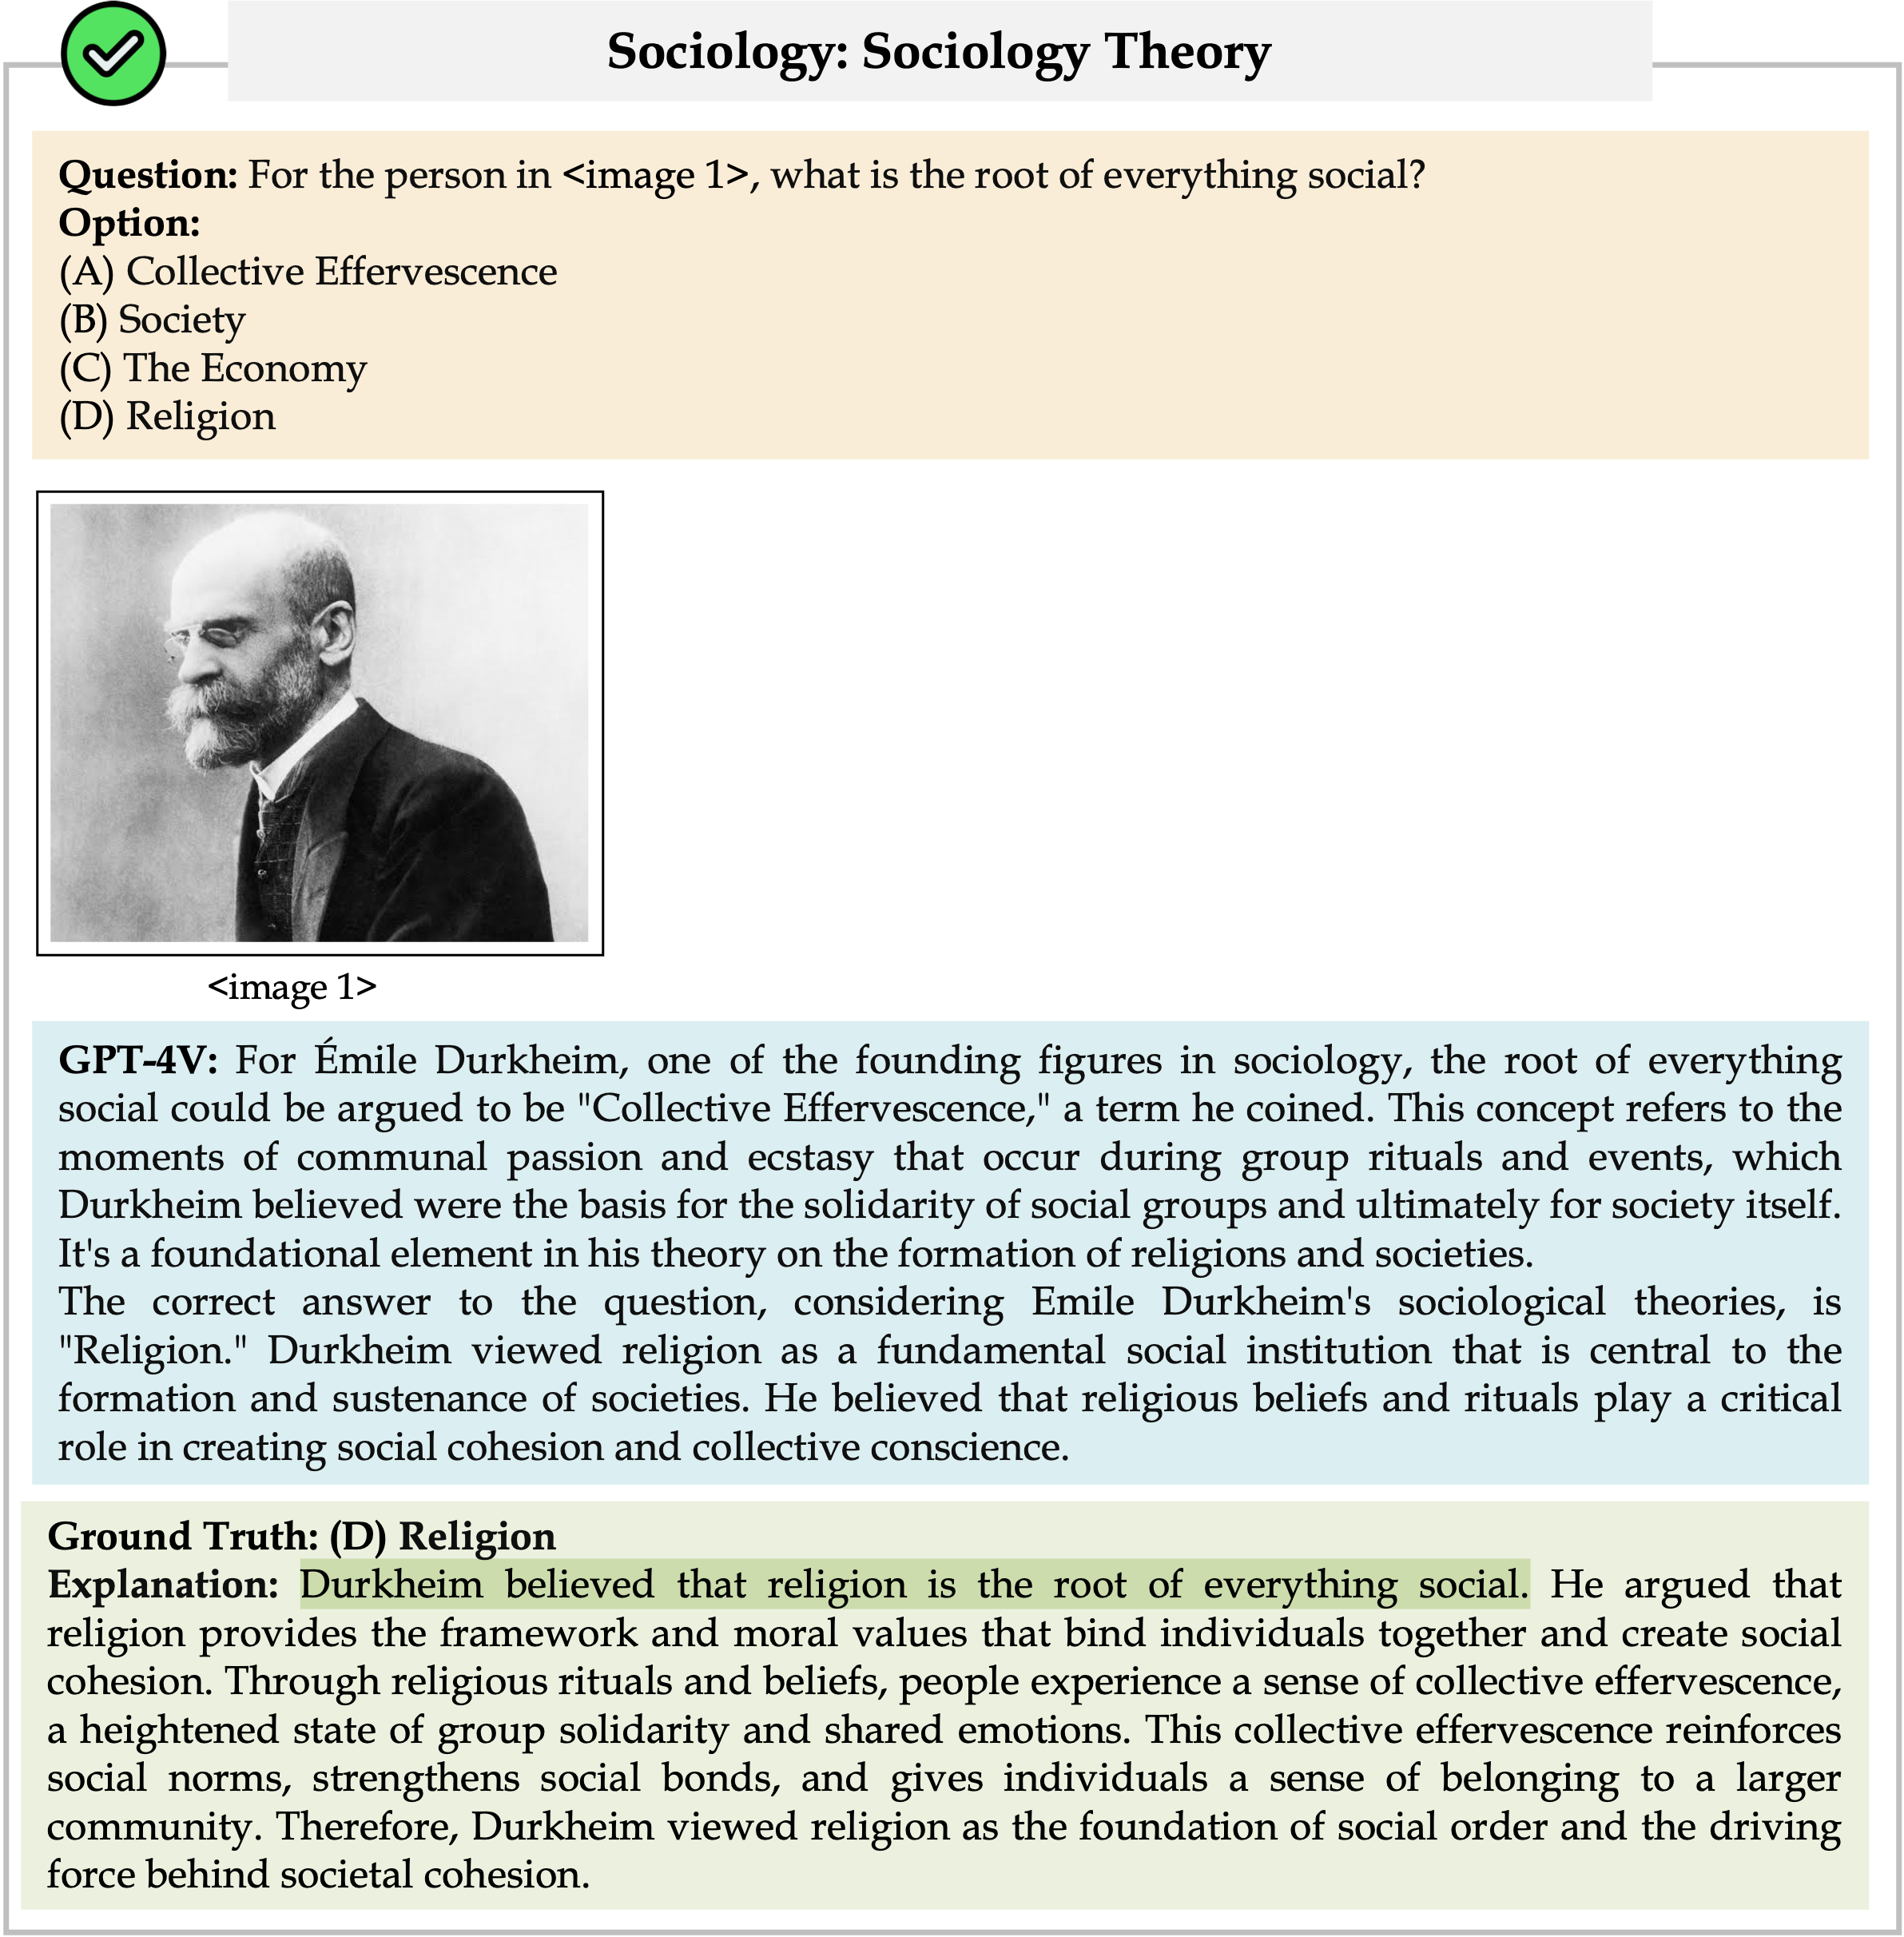 Sociology: Sociology Theory
Question: For the person in <image 1>, what is the root of everything social?
Option:
(A) Collective Effervescence
(B) Society
(C) The Economy
(D) Religion
<image 1>
GPT-4V: For Émile Durkheim, one of the founding figures in sociology, the root of everything
social could be argued to be "Collective Effervescence," a term he coined. This concept refers to the
moments of communal passion and ecstasy that occur during group rituals and events, which
Durkheim believed were the basis for the solidarity of social groups and ultimately for society itself.
It's a foundational element in his theory on the formation of religions and societies.
The correct answer to the question, considering Emile Durkheim's sociological theories, is
"Religion." Durkheim viewed religion as a fundamental social institution that is central to the
formation and sustenance of societies. He believed that religious beliefs and rituals play a critical
role in creating social cohesion and collective conscience.
Ground Truth: (D) Religion
Explanation: Durkheim believed that religion is the root of everything social. He argued that
religion provides the framework and moral values that bind individuals together and create social
cohesion. Through religious rituals and beliefs, people experience a sense of collective effervescence,
a heightened state of group solidarity and shared emotions. This collective effervescence reinforces
social norms, strengthens social bonds, and gives individuals a sense of belonging to a larger
community. Therefore, Durkheim viewed religion as the foundation of social order and the driving
force behind societal cohesion.